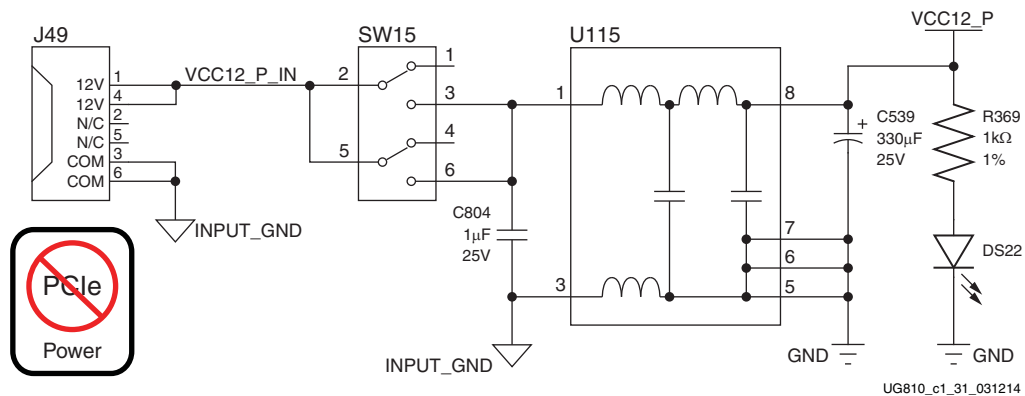 VCC12_P
J49
SW15
U115
1
12V
1
VCC12_P_IN
2
3
1
8
12V
4
N/C
2
N/C
5
COM
3
COM
6
4
5
6
C539
+
330µF
25V
R369
1kΩ
1%
INPUT_GND
C804
1µF
25V
7
6
5
3
DS22
PCIe
Power
INPUT_GND
GND
GND
UG810_c1_31_031214